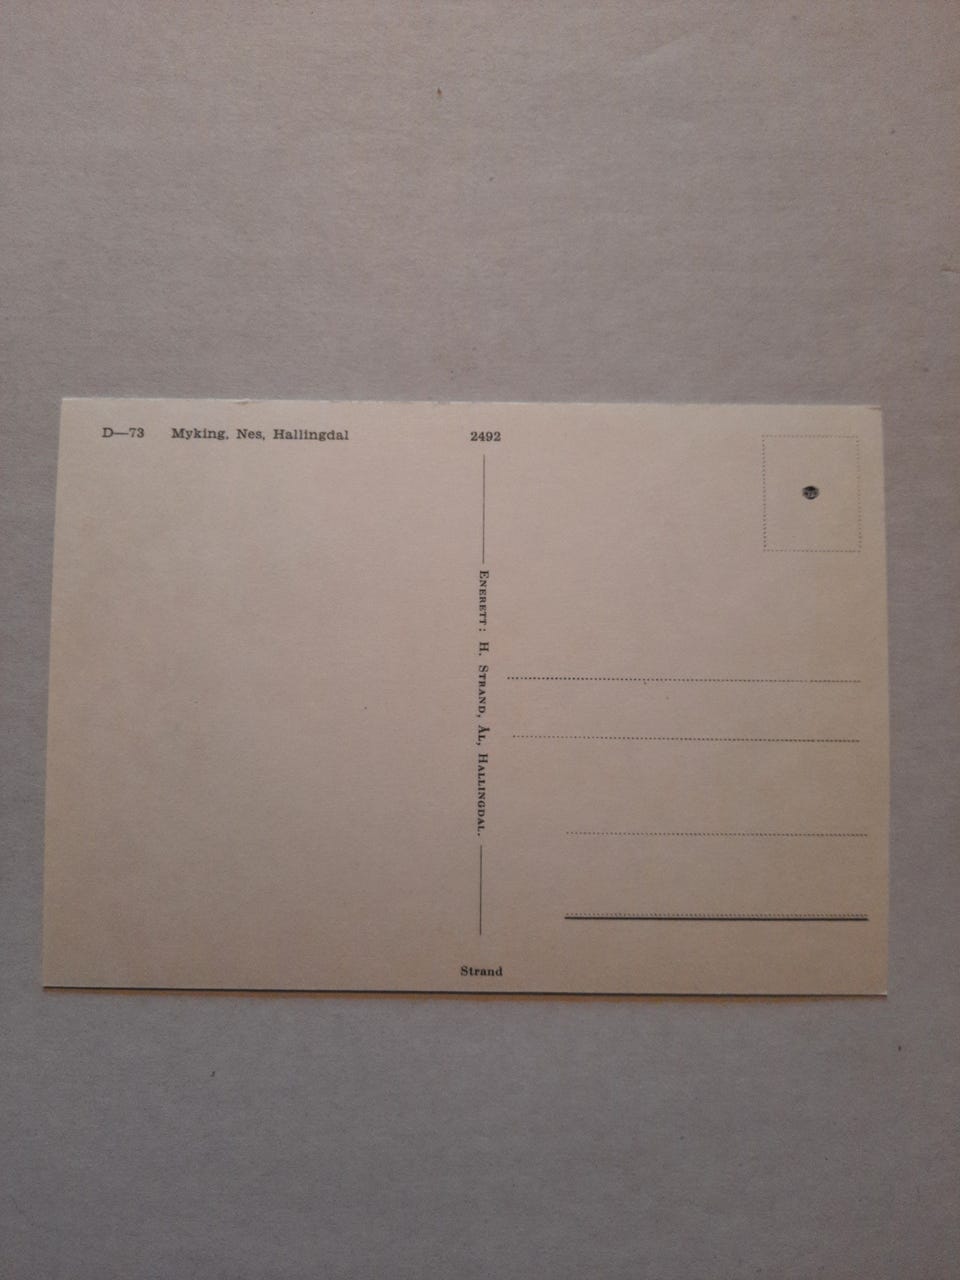 D—73 Myking, Nes, Hallingdal
2492
ENERETT: H. STRAND, ÅL, HALLINGDAL.
Strand